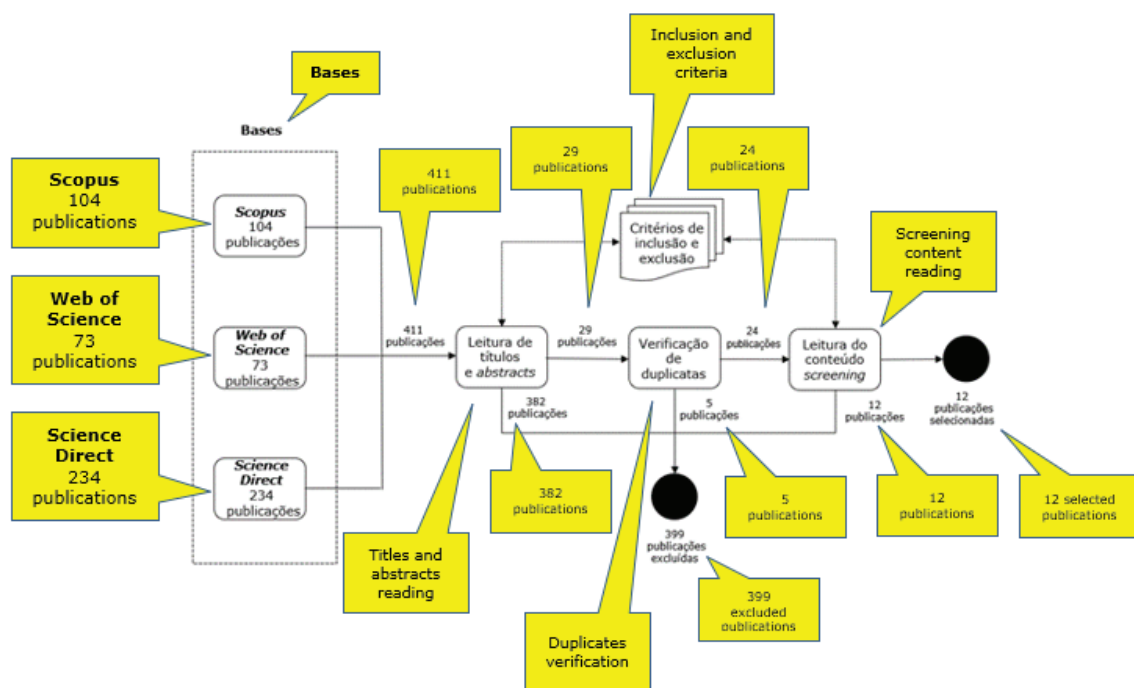 Inclusion and
exclusion
criteria
Bases
Bases
Scopus
104
publications
Scopus
104
publicações
411
publications
29
publications
24
publications
Critérios de
inclusão e
exclusão
Screening
content
reading
Web of
Science
73
publications
Web of
Science
73
publicações
411
publicações
Leitura de
títulos
e abstracts
29
publicações
Verificação
de
duplicatas
24
publicações
Leitura do
conteúdo
screening
12
publicações
selecionadas
382
publicações
5
publicações
12
publicações
Science
Direct
234
publications
Science
Direct
234
publicações
382
publications
5
publications
12
publications
12 selected
publications
399
publicações
excluídas
Titles and
abstracts
reading
399
excluded
oublications
Duplicates
verification